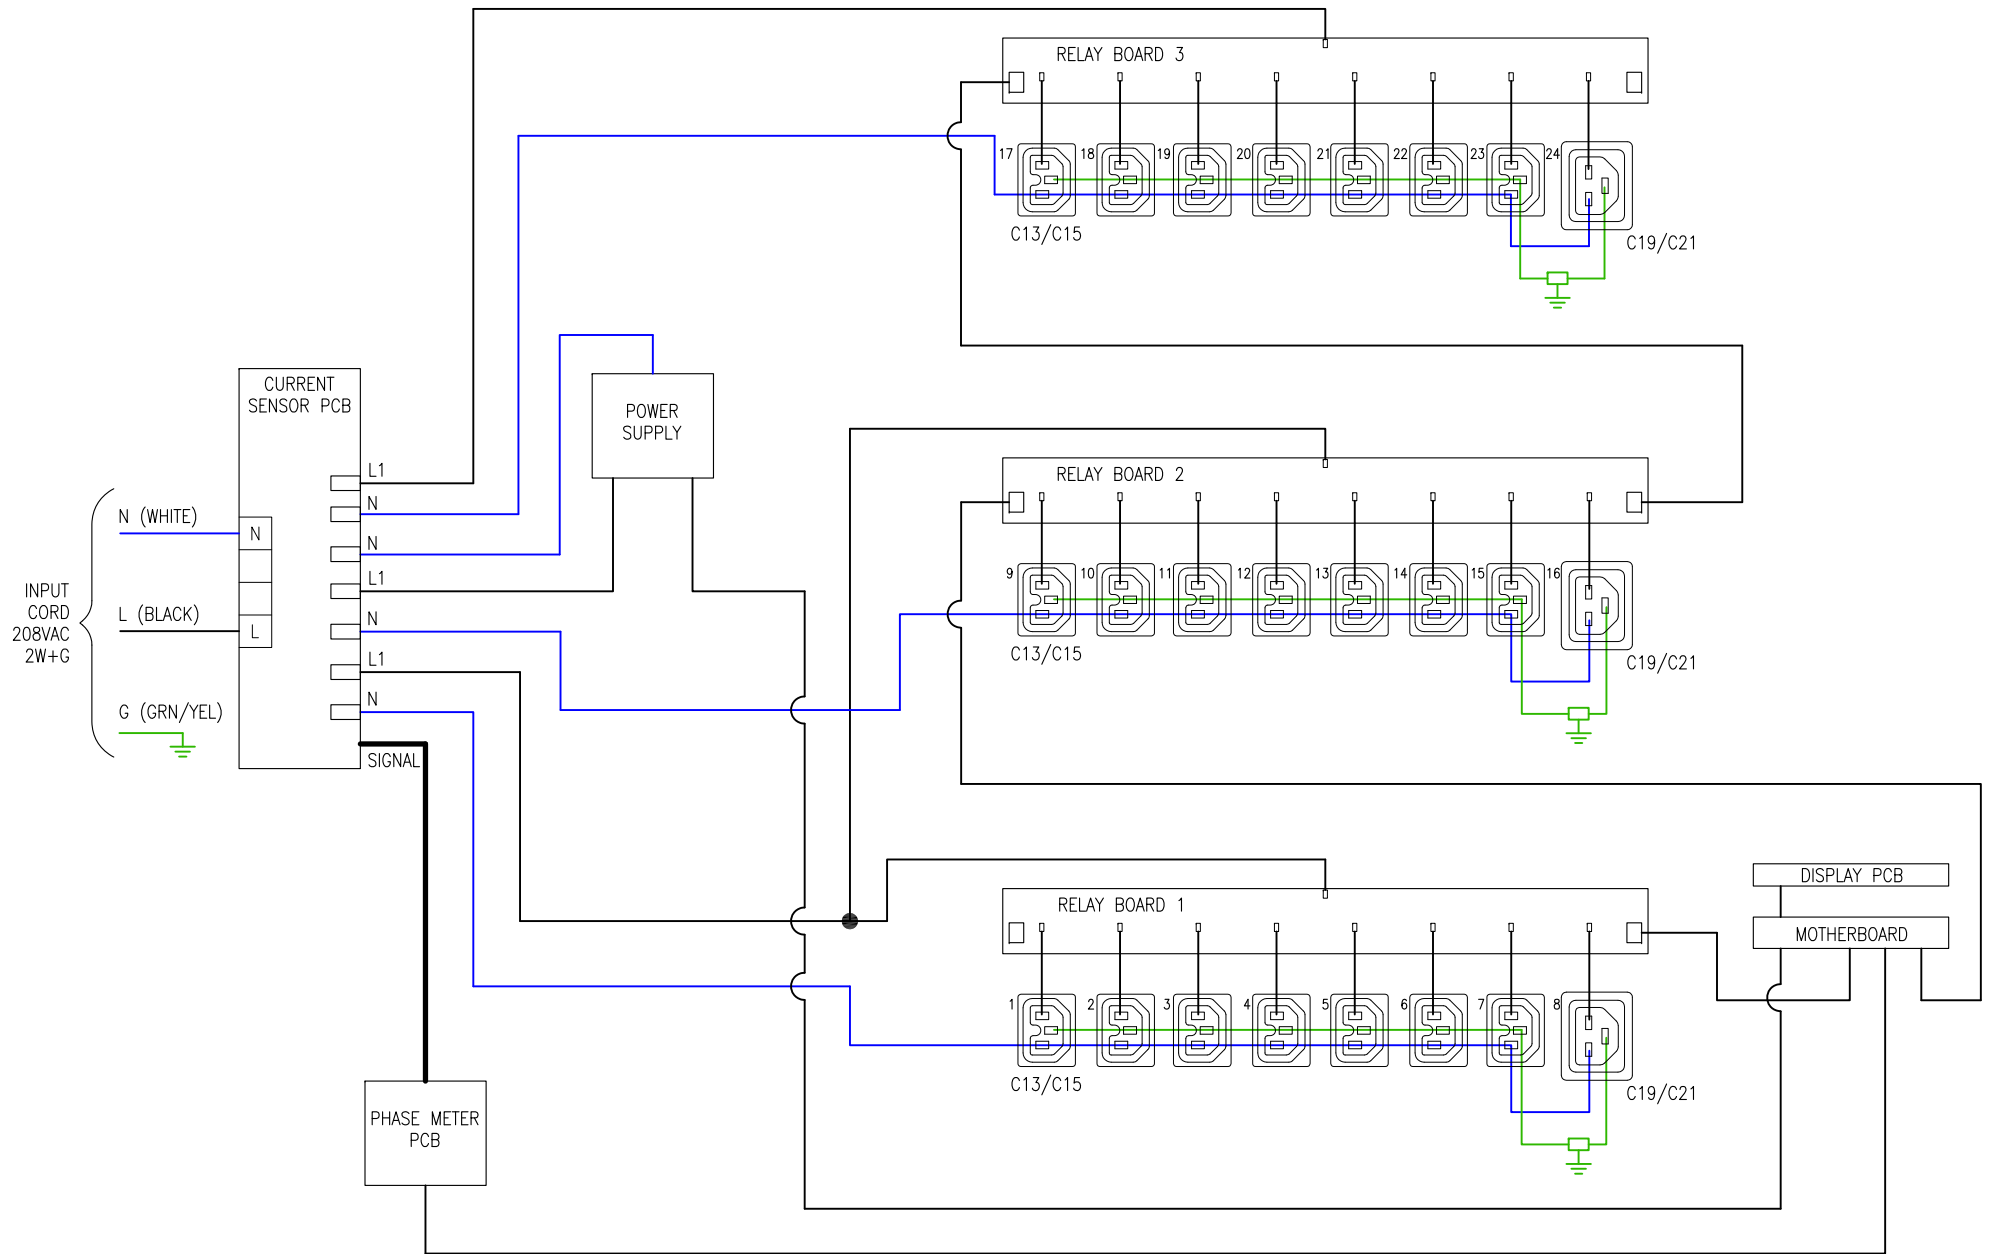 RELAY BOARD 3
17 18 19 20 21 22 23 24
C13/C15
C19/C21
CURRENT
SENSOR PCB
POWER
SUPPLY
L1
N
N
L1
N
L1
N
SIGNAL
N
L
INPUT
CORD
208VAC
2W+G
N (WHITE)
L (BLACK)
G (GRN/YEL)
RELAY BOARD 2
9 10 11 12 13 14 15 16
C13/C15
C19/C21
RELAY BOARD 1
1 2 3 4 5 6 7 8
C13/C15
C19/C21
DISPLAY PCB
MOTHERBOARD
PHASE METER
PCB